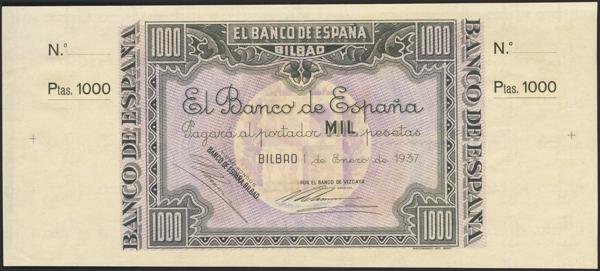 N.º
Ptas. 1000
BANCO DE ESPAÑA
1000
EL BANCO DE ESPAÑA
BILBAO
1000
El Banco de España
Pagará al portador MIL pesetas
BILBAO 1 de Enero de 1937
BANCO DE ESPAÑA-BILBAO
POR EL BANCO DE VIZCAYA
1000
1000
BANCO DE ESPAÑA
N.º
Ptas. 1000